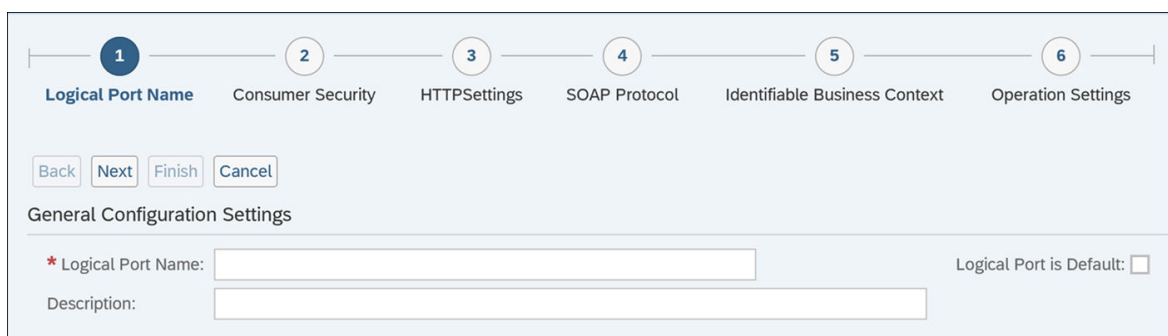 1 2 3 4 5 6
Logical Port Name Consumer Security HTTPSettings SOAP Protocol Identifiable Business Context Operation Settings
Back Next Finish Cancel
General Configuration Settings
* Logical Port Name: Logical Port is Default:
Description: